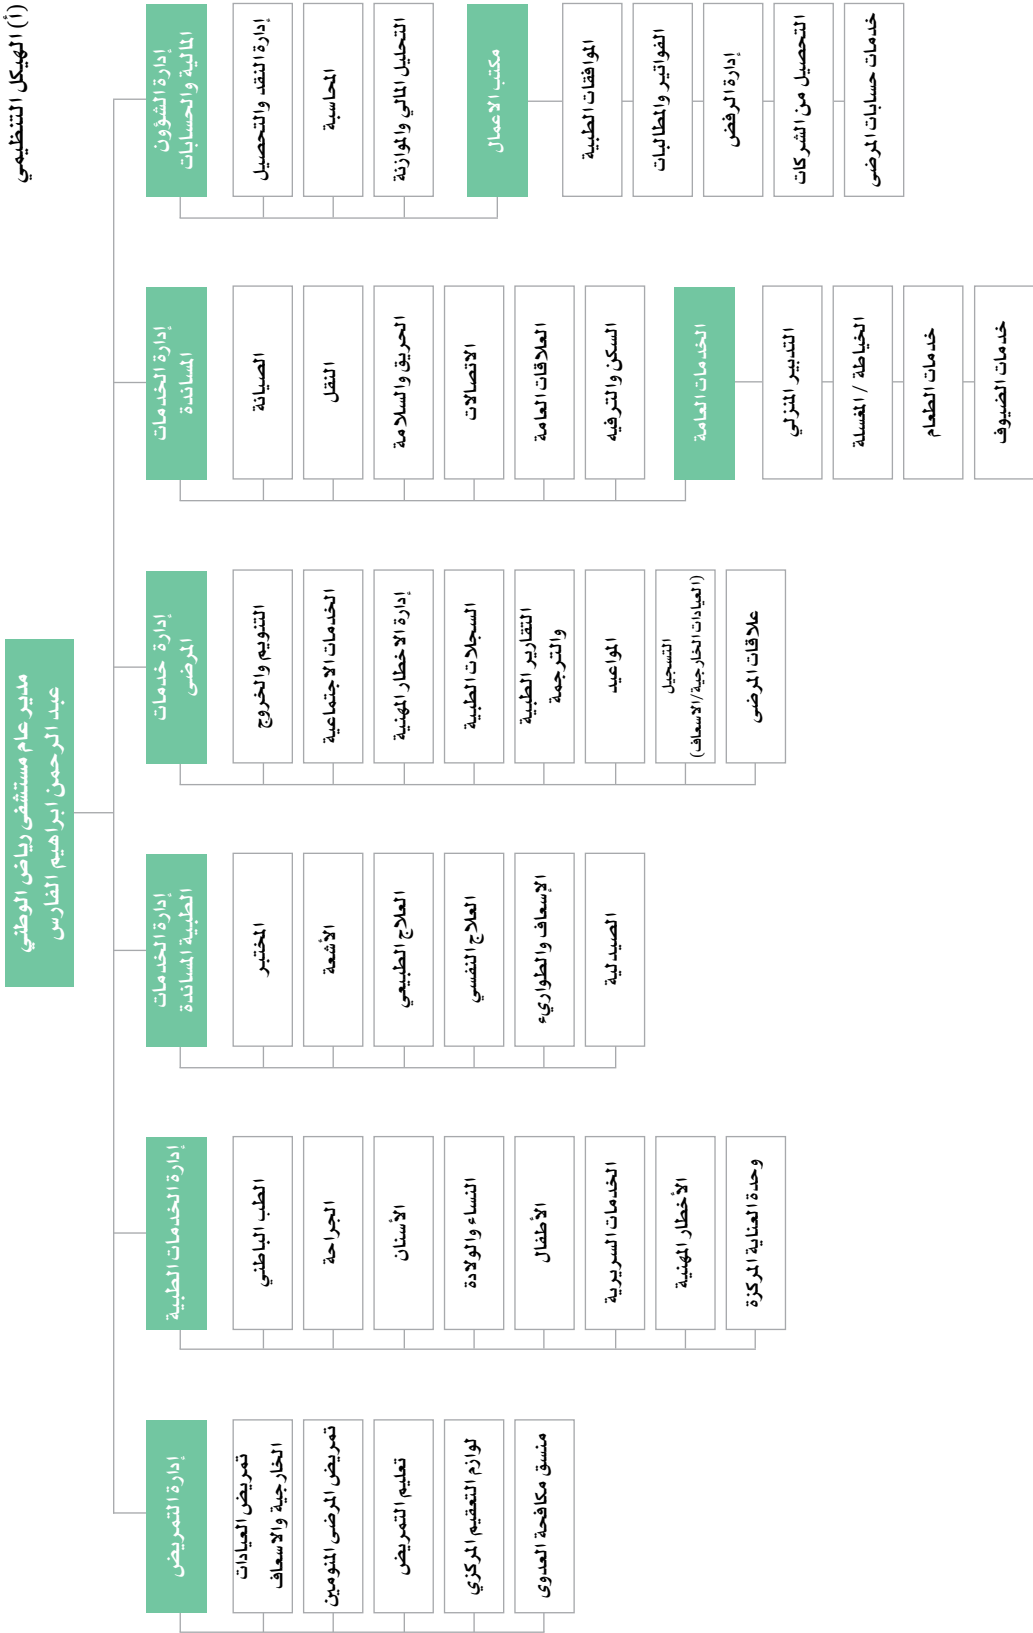 (أ) الهيكل التنظيمي
مدير عام مستشفى رياض الوطني
عبد الرحمن ابراهيم الفارس
إدارة الشؤون
المالية والحسابات
إدارة النقد والتحصيل
المحاسبة
التحليل المالي والموازنة
مكتب الاعمال
الموافقات الطبية
الفواتير والمطالبات
إدارة الرفض
التحصيل من الشركات
خدمات حسابات المرضى
إدارة الخدمات
المساندة
الصيانة
النقل
الحريق والسلامة
الاتصالات
العلاقات العامة
السكن والترفيه
الخدمات العامة
التدبير المنزلي
الخياطة / المغسلة
خدمات الطعام
خدمات الضيوف
إدارة خدمات
المرضى
التنويم والخروج
الخدمات الاجتماعية
إدارة الاخطار المهنية
السجلات الطبية
التقارير الطبية
والترجمة
المواعيد
التسجيل
(العيادات الخارجية/الاسعاف)
علاقات المرضى
إدارة الخدمات
الطبية المساندة
المختبر
الأشعة
العلاج الطبيعي
العلاج النفسي
الإسعاف والطواريء
الصيدلية
إدارة الخدمات الطبية
الطب الباطني
الجراحة
الأسنان
النساء والولادة
الأطفال
الخدمات السريرية
الأخطار المهنية
وحدة العناية المركزة
إدارة التمريض
تمريض العيادات
الخارجية والاسعاف
تمريض المرضى المنومين
تعليم التمريض
لوازم التعقيم المركزي
منسق مكافحة العدوى